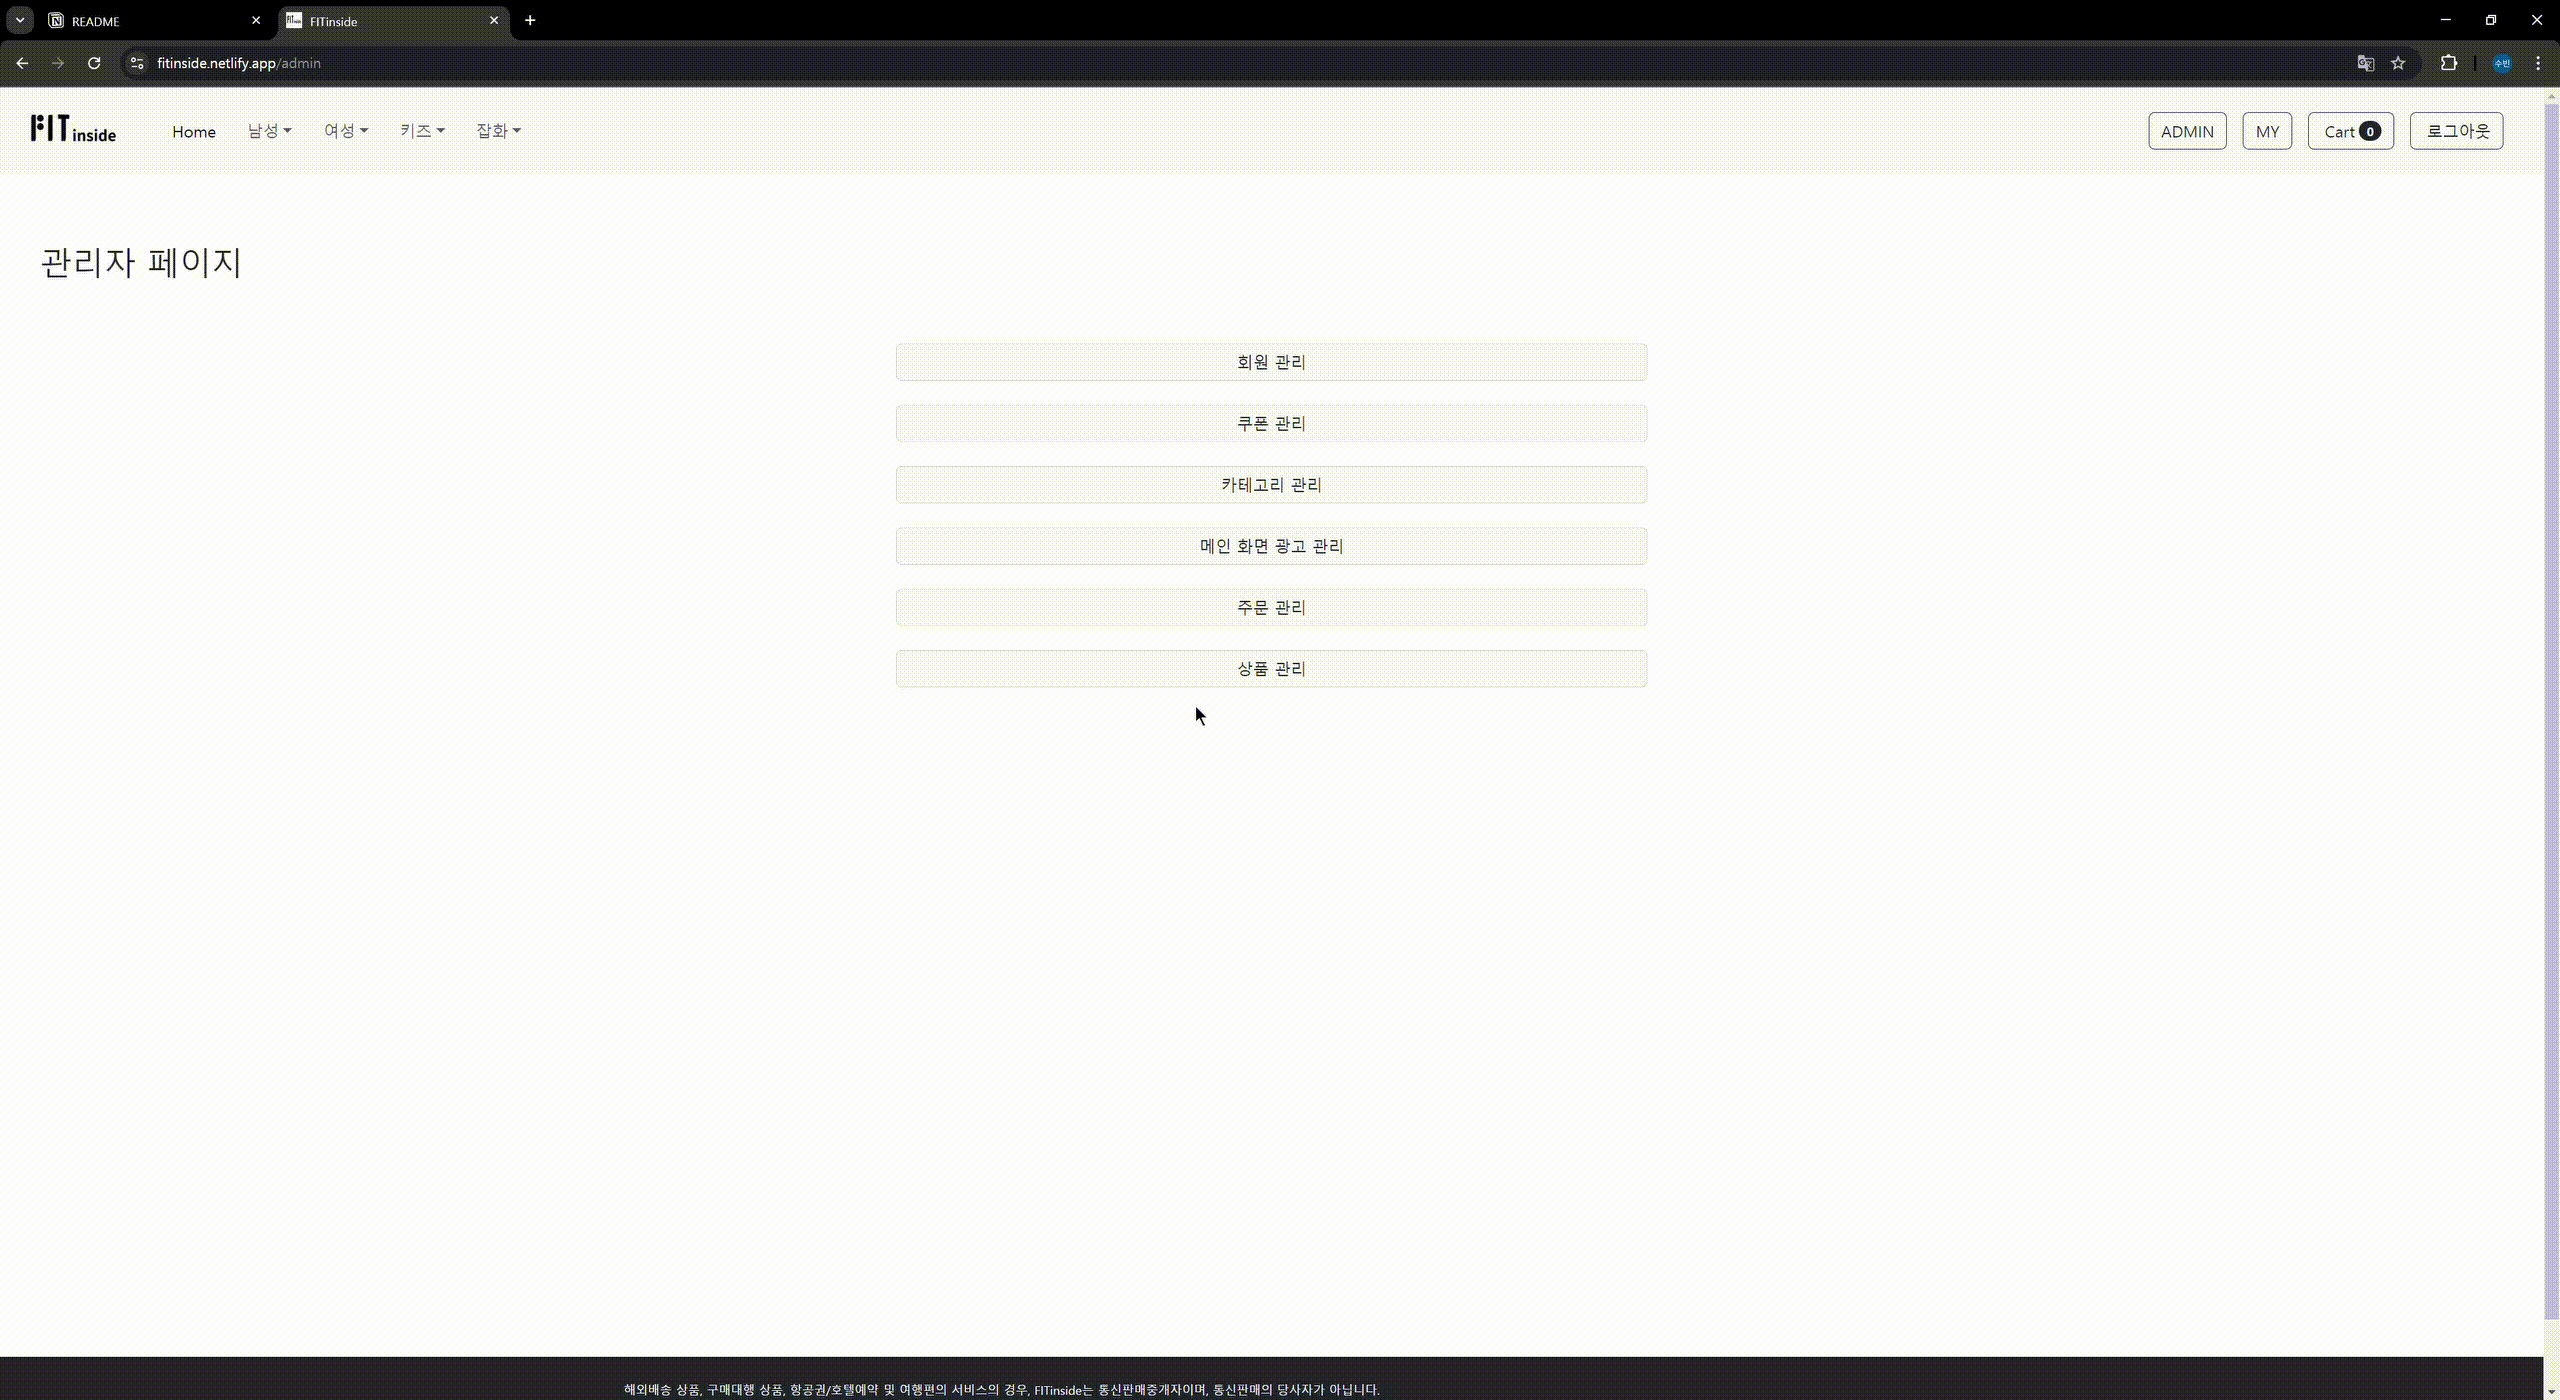 README
FITinside
fitinside.netlify.app/admin
수빈
FIT inside
Home 남성 여성 키즈 잡화
ADMIN MY Cart 0 로그아웃
관리자 페이지
회원 관리
쿠폰 관리
카테고리 관리
메인 화면 광고 관리
주문 관리
상품 관리
해외배송 상품, 구매대행 상품, 항공권/호텔예약 및 여행편의 서비스의 경우, FITinside는 통신판매중개자이며, 통신판매의 당사자가 아닙니다.